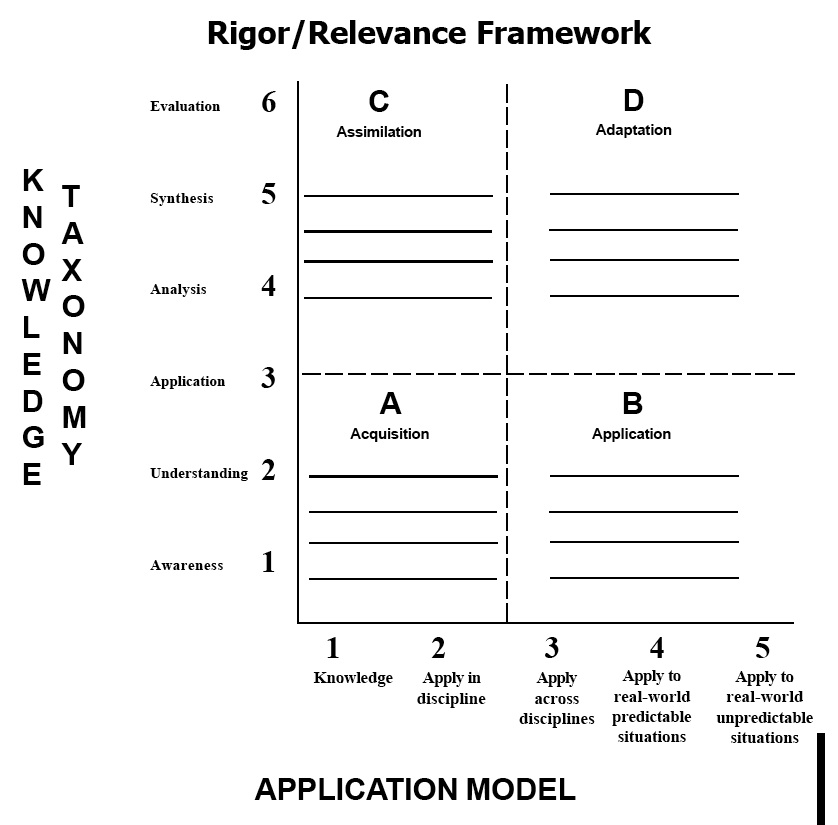 Rigor/Relevance Framework
KNOWLEDGE
TAXONOMY
Evaluation 6
Synthesis 5
Analysis 4
Application 3
Understanding 2
Awareness 1
C
Assimilation
D
Adaptation
A
Acquisition
B
Application
1
Knowledge
2
Apply in
discipline
3
Apply
across
disciplines
4
Apply to
real-world
predictable
situations
5
Apply to
real-world
unpredictable
situations
APPLICATION MODEL